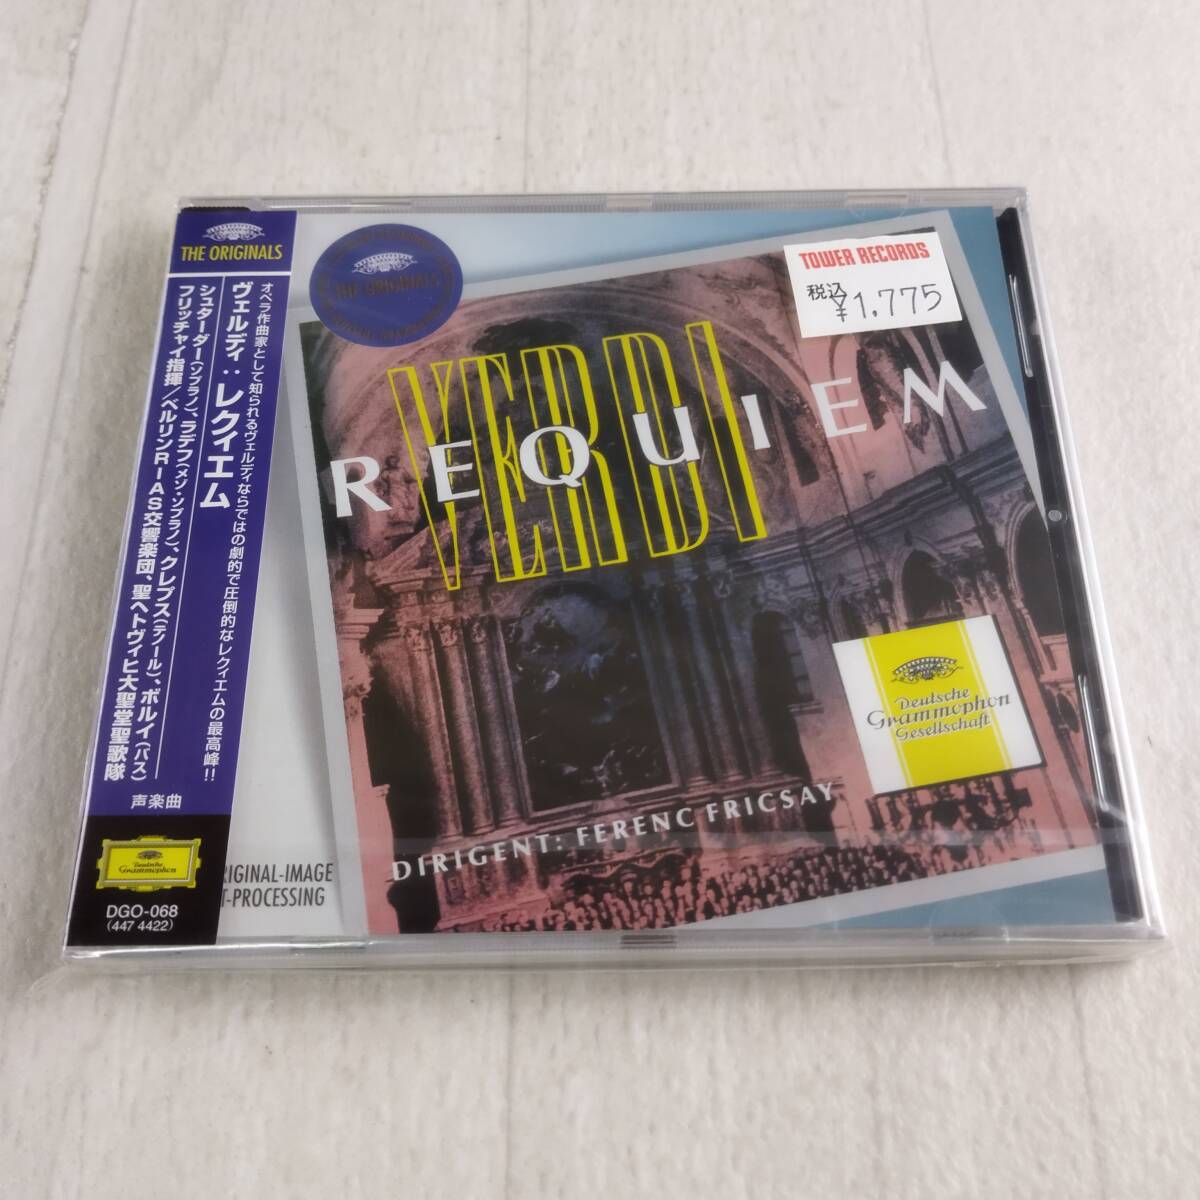 THE ORIGINALS
オペラ作曲家として知られるヴェルディならではの劇的で圧倒的なレクィエムの最高峰!!
ヴェルディ:レクィエム
シュターダー(ソプラノ)、ラデフ(メゾ・ソプラノ)、クレプス(テノール)、ボルイ(バス)
フリッチャイ指揮/ベルリンRIAS交響楽団、聖ヘトヴィヒ大聖堂聖歌隊
声楽曲
Deutsche
Grammophon
DGO-068
(447 4422)
THE ORIGINALS
TOWER RECORDS
税込
¥1.775
VERDI
REQUIEM
Deutsche
Grammophon
Gesellschaft
DIRIGENT: FERENC FRICSAY
RIGINAL-IMAGE
T-PROCESSING